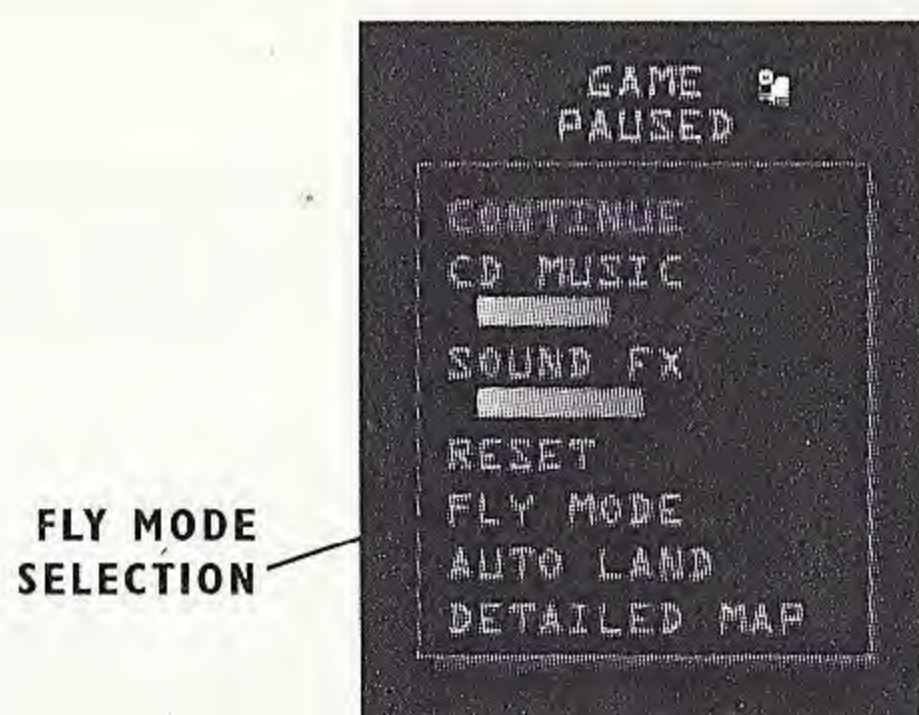 GAME
PAUSED
CONTINUE
CD MUSIC
SOUND FX
RESET
FLY MODE
AUTO LAND
DETAILED MAP
FLY MODE
SELECTION